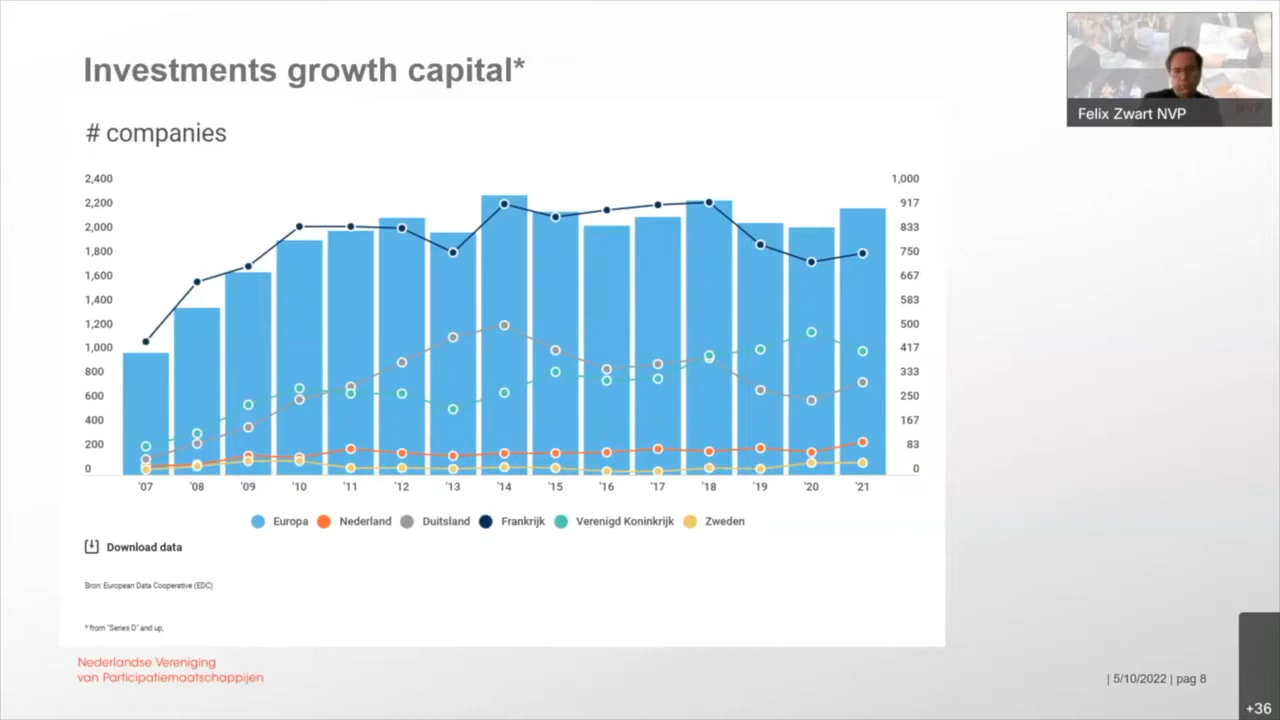 Investments growth capital*
Felix Zwart NVP
# companies
2,400
2,200
2,000
1,800
1,600
1,400
1,200
1,000
800
600
400
200
0
1,000
917
833
750
667
583
500
417
333
250
167
83
0
'07 '08 '09 '10 '11 '12 '13 '14 '15 '16 '17 '18 '19 '20 '21
Europa Nederland Duitsland Frankrijk Verenigd Koninkrijk Zweden
Download data
Bron: European Data Cooperative (EDC)
* from "Series D" and up,
Nederlandse Vereniging
van Participatiemaatschappijen
| 5/10/2022 | pag 8
+36